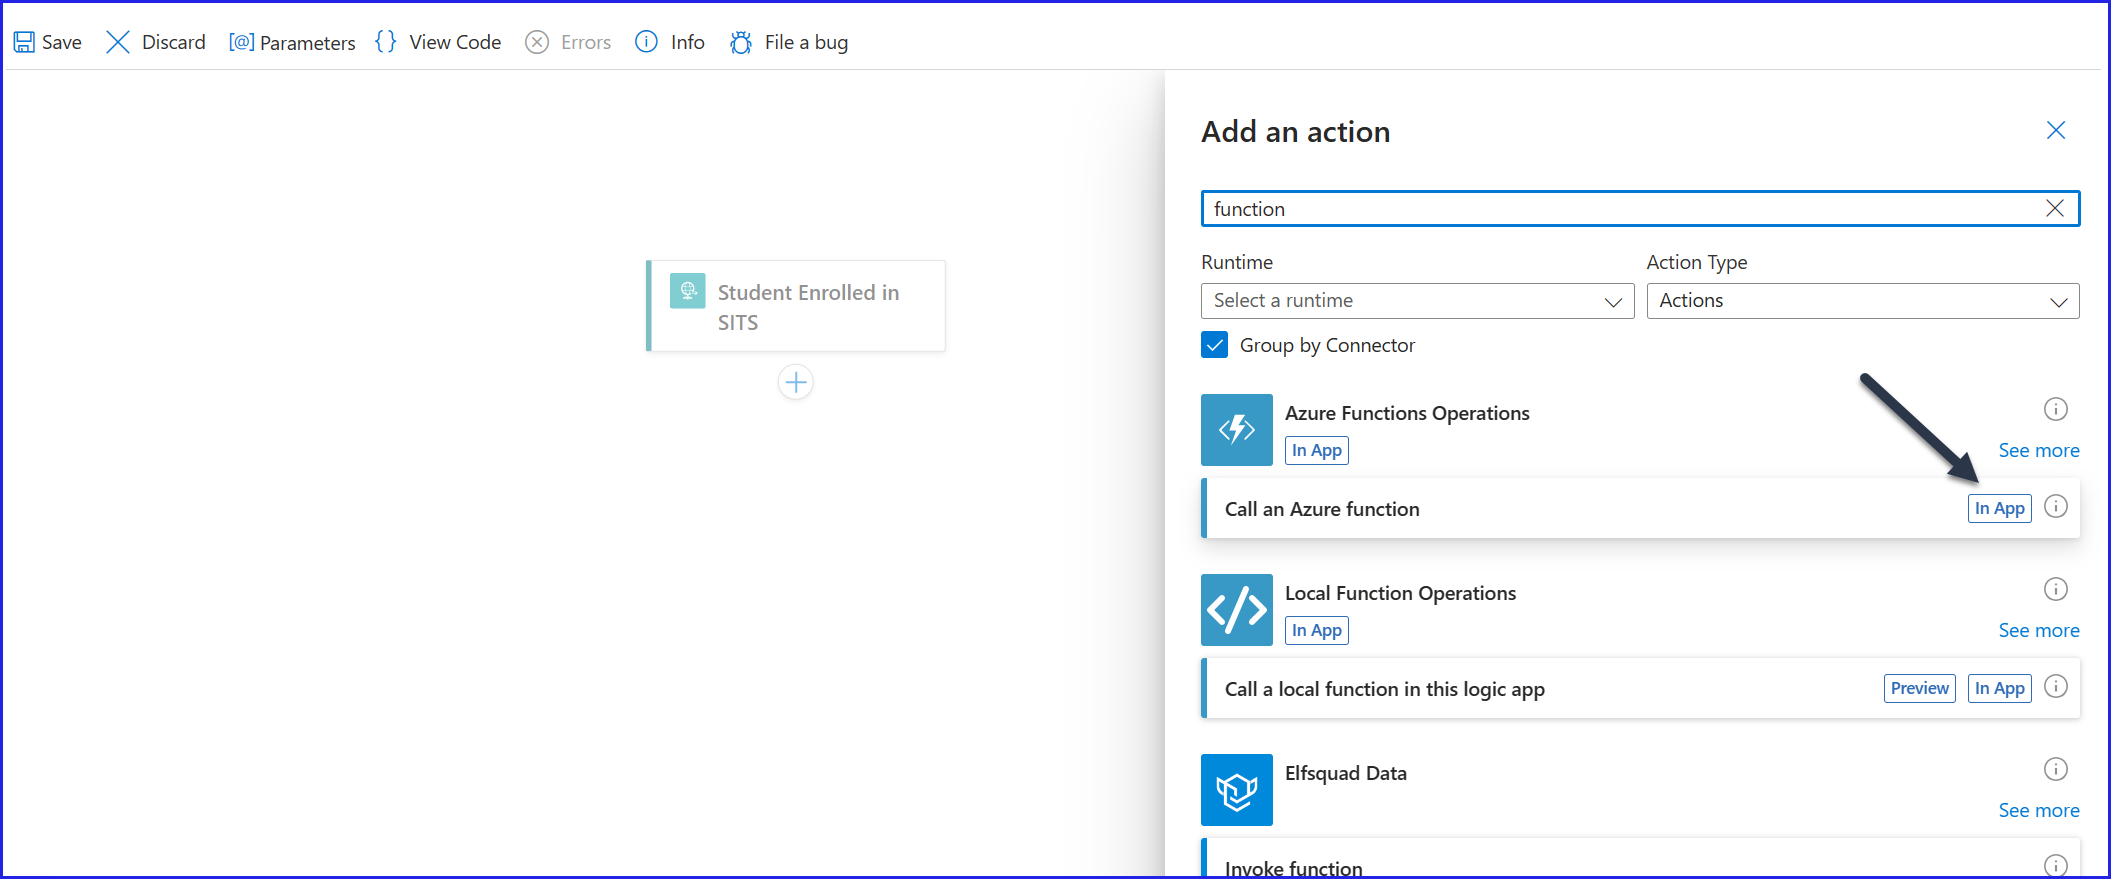 Save Discard [@] Parameters {} View Code Errors Info File a bug
Add an action
function
Runtime Action Type
Select a runtime Actions
Group by Connector
Student Enrolled in
SITS
Azure Functions Operations
In App
See more
Call an Azure function In App
Local Function Operations
In App
See more
Call a local function in this logic app Preview In App
Elfsquad Data
See more
Invoke function